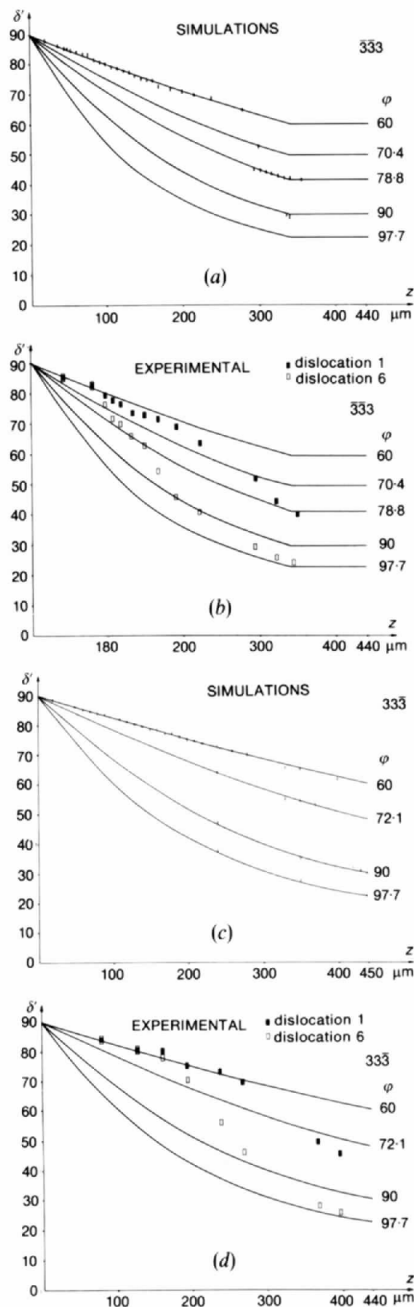 δ′
90
SIMULATIONS
3̅3̅3
80
70
φ
60
60
50
70·4
40
78·8
30
90
20
97·7
10
z
0
100
200
300
400
440
μm
(a)
δ′
90
EXPERIMENTAL
dislocation 1
dislocation 6
80
3̅3̅3
70
φ
60
60
50
70·4
40
78·8
30
90
20
97·7
10
z
0
180
200
300
400
440
μm
(b)
δ′
90
SIMULATIONS
333̅
80
70
φ
60
60
50
72·1
40
30
90
20
97·7
10
(c)
z
0
100
200
300
400
450
μm
δ′
90
EXPERIMENTAL
dislocation 1
dislocation 6
80
333̅
70
φ
60
60
50
72·1
40
30
90
20
97·7
10
(d)
z
0
100
200
300
400
440
μm